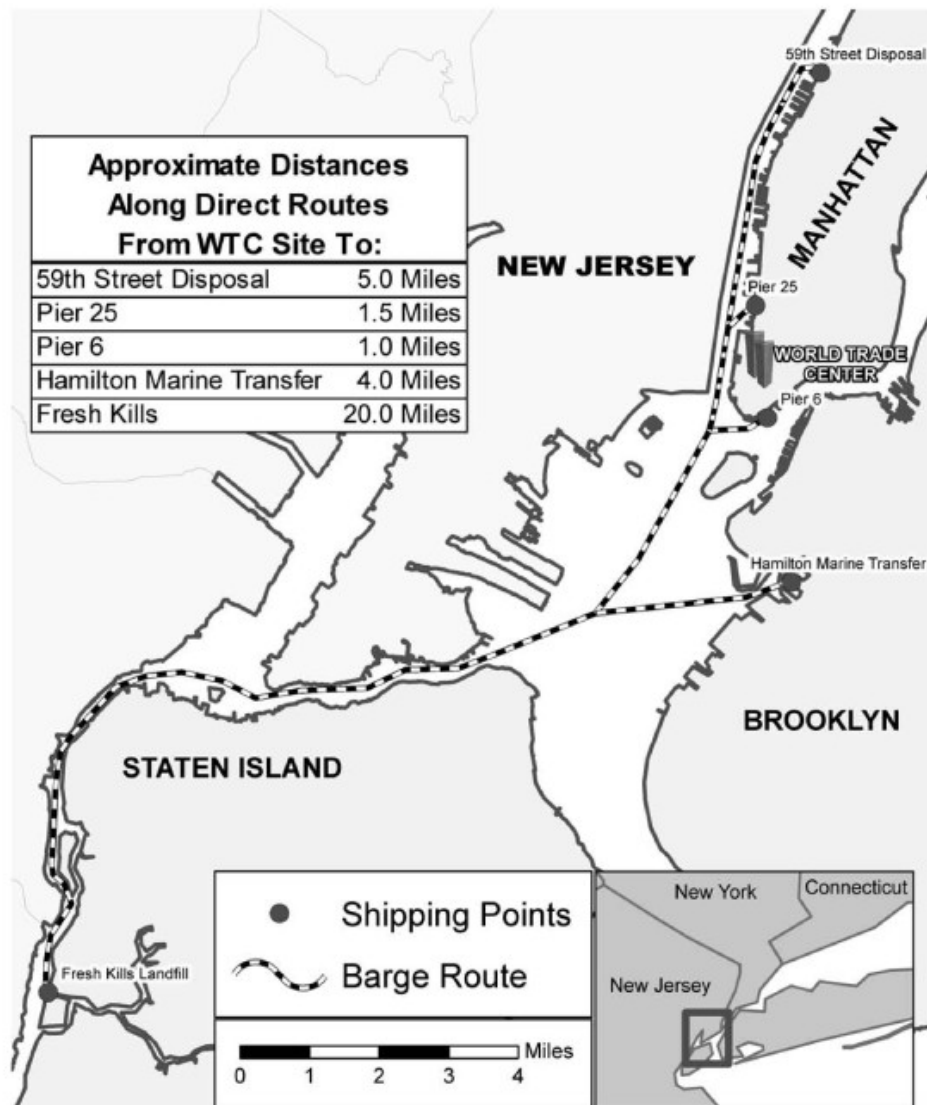 59th Street Disposal
Approximate Distances
Along Direct Routes
From WTC Site To:
59th Street Disposal 5.0 Miles
Pier 25 1.5 Miles
Pier 6 1.0 Miles
Hamilton Marine Transfer 4.0 Miles
Fresh Kills 20.0 Miles
NEW JERSEY
MANHATTAN
Pier 25
WORLD TRADE
CENTER
Pier 6
Hamilton Marine Transfer
BROOKLYN
STATEN ISLAND
Fresh Kills Landfill
Shipping Points
Barge Route
Miles
0 1 2 3 4
New York
Connecticut
New Jersey